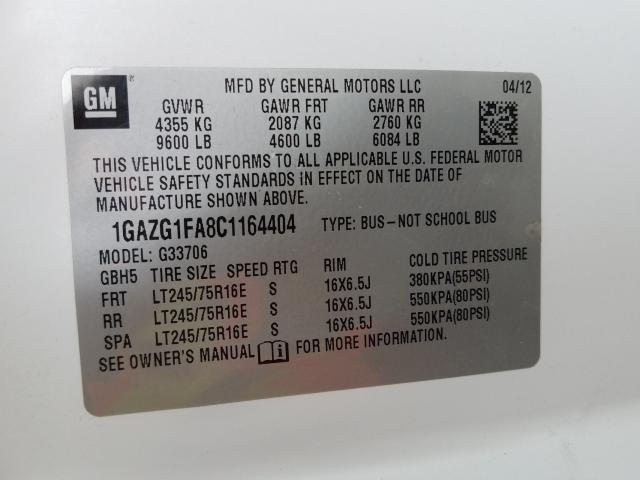 GM ®
MFD BY GENERAL MOTORS LLC 04/12
GVWR GAWR FRT GAWR RR
4355 KG 2087 KG 2760 KG
9600 LB 4600 LB 6084 LB
THIS VEHICLE CONFORMS TO ALL APPLICABLE U.S. FEDERAL MOTOR
VEHICLE SAFETY STANDARDS IN EFFECT ON THE DATE OF
MANUFACTURE SHOWN ABOVE.
1GAZG1FA8C1164404 TYPE: BUS-NOT SCHOOL BUS
MODEL: G33706
GBH5 TIRE SIZE SPEED RTG RIM COLD TIRE PRESSURE
FRT LT245/75R16E S 16X6.5J 380KPA(55PSI)
RR LT245/75R16E S 16X6.5J 550KPA(80PSI)
SPA LT245/75R16E S 16X6.5J 550KPA(80PSI)
SEE OWNER'S MANUAL i FOR MORE INFORMATION.